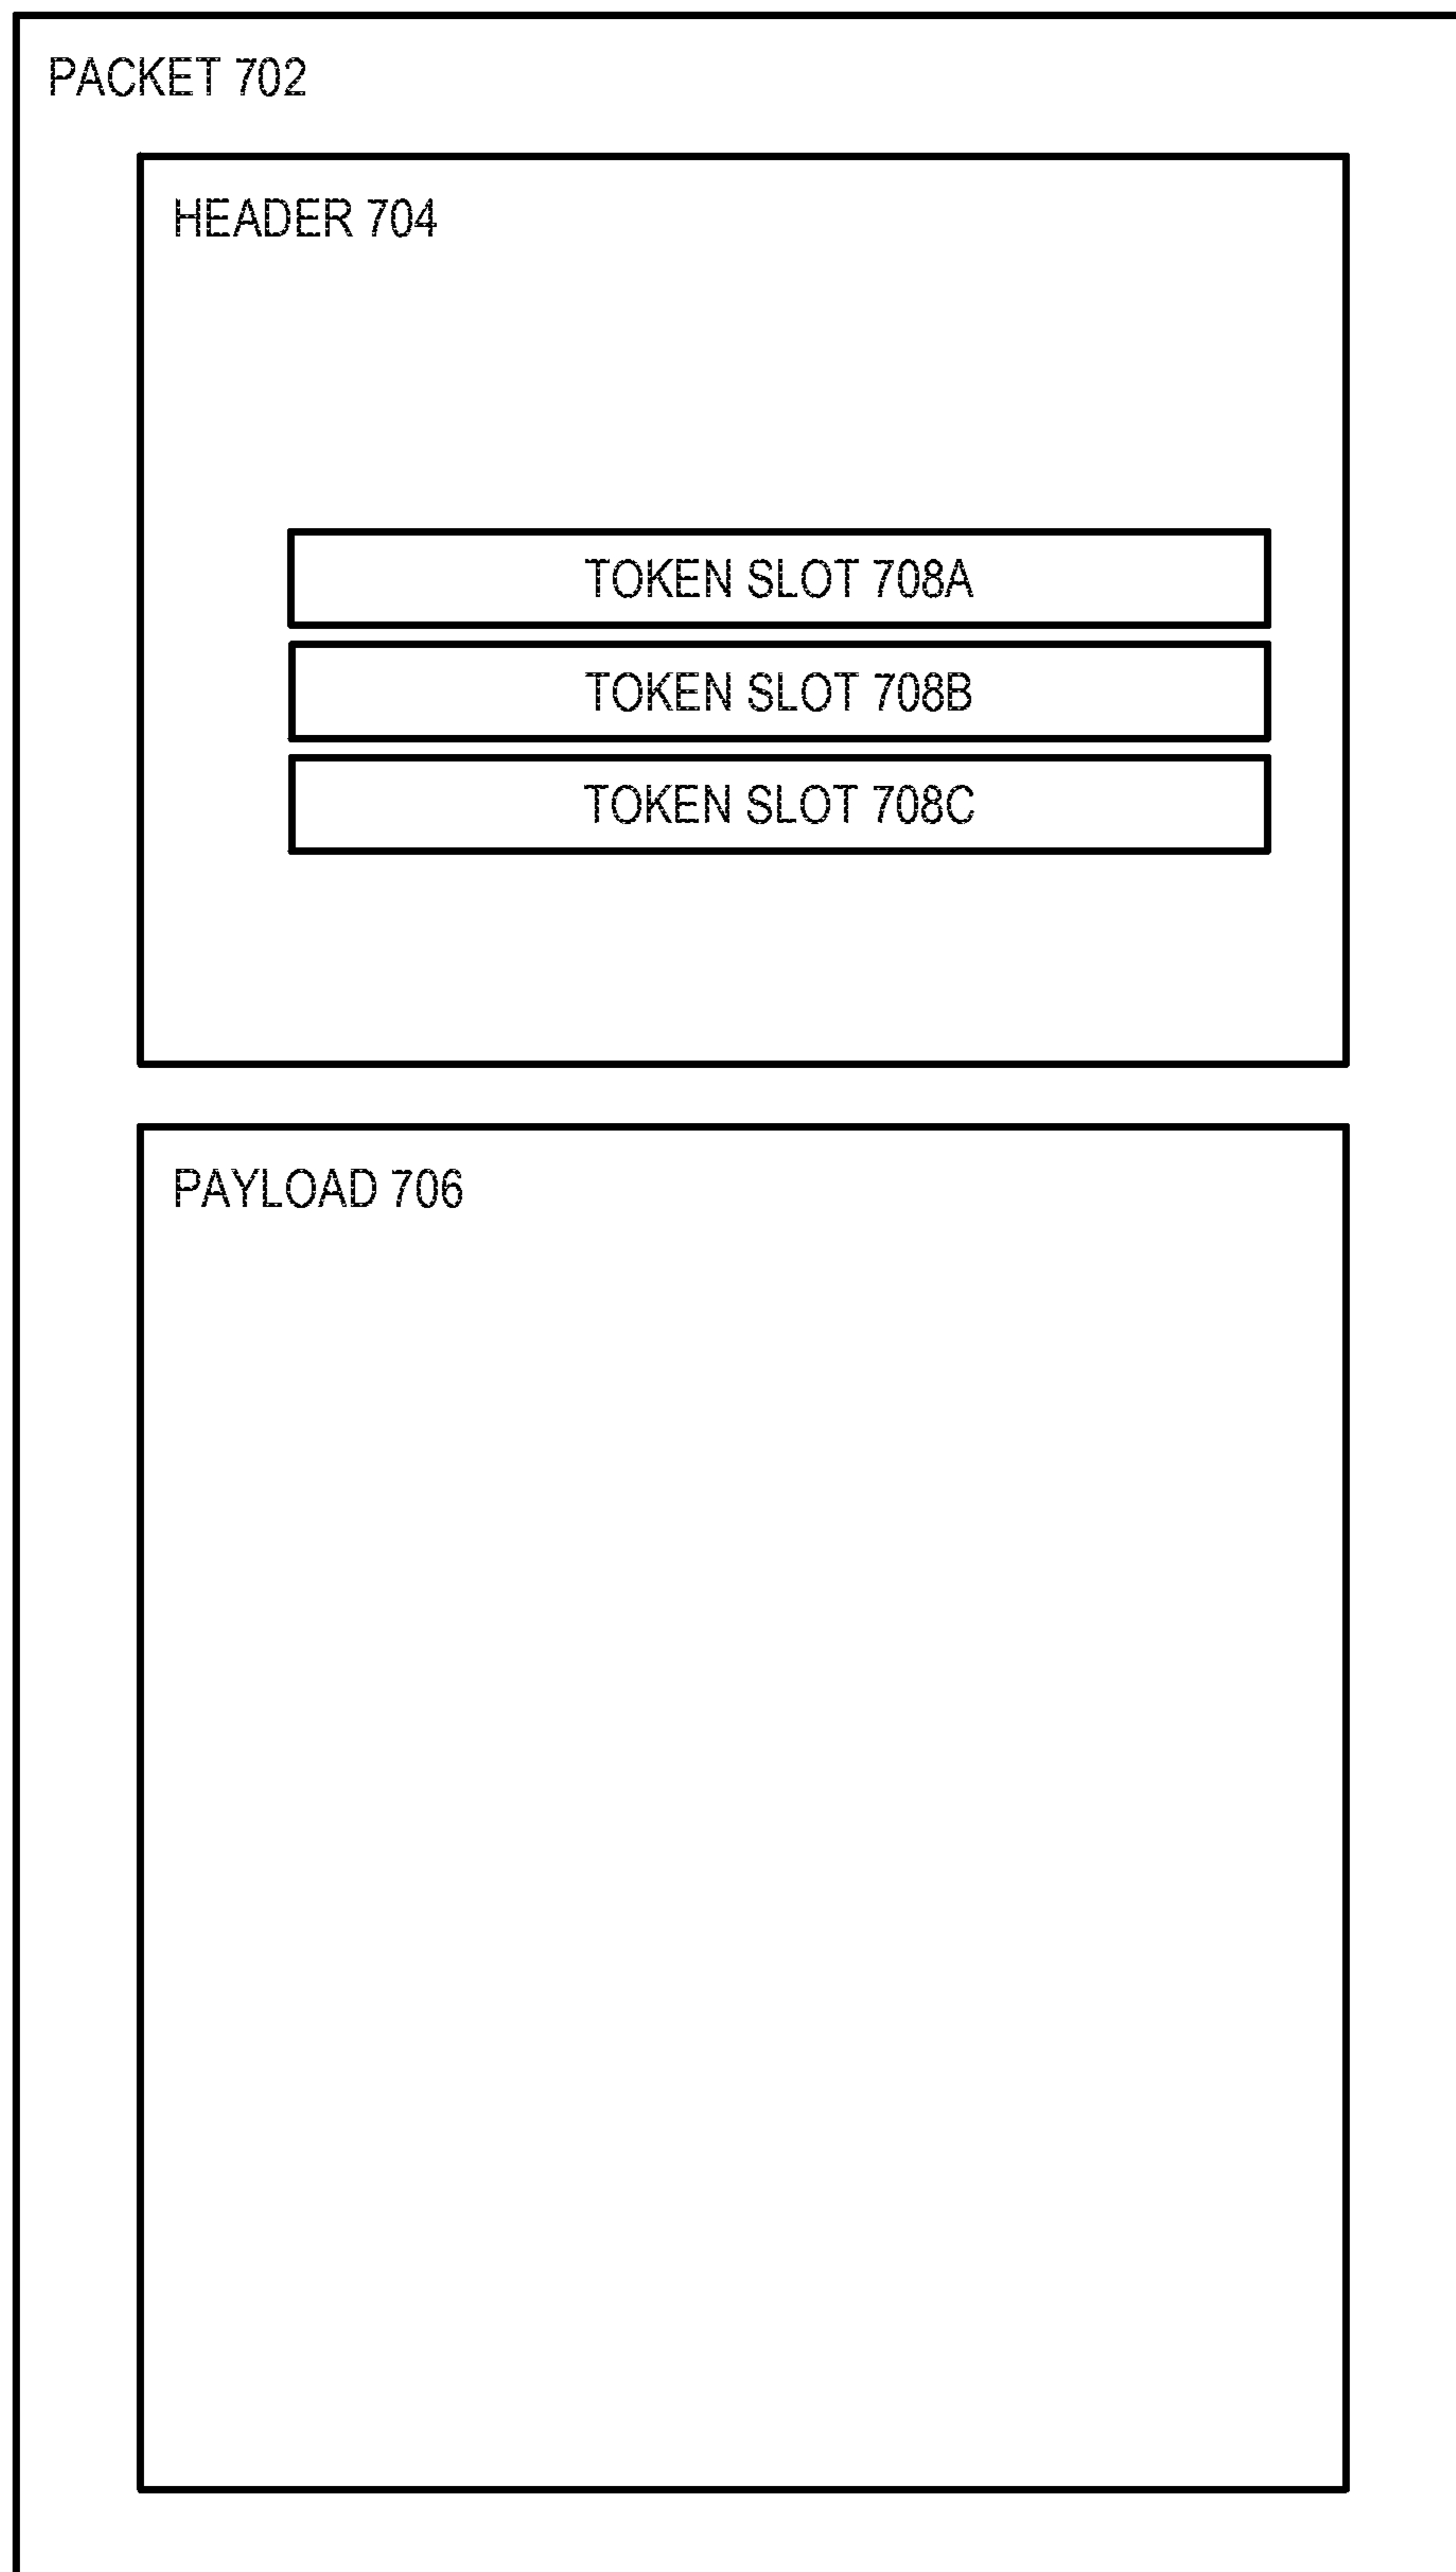 PACKET 702
HEADER 704
TOKEN SLOT 708A
TOKEN SLOT 708B
TOKEN SLOT 708C
PAYLOAD 706